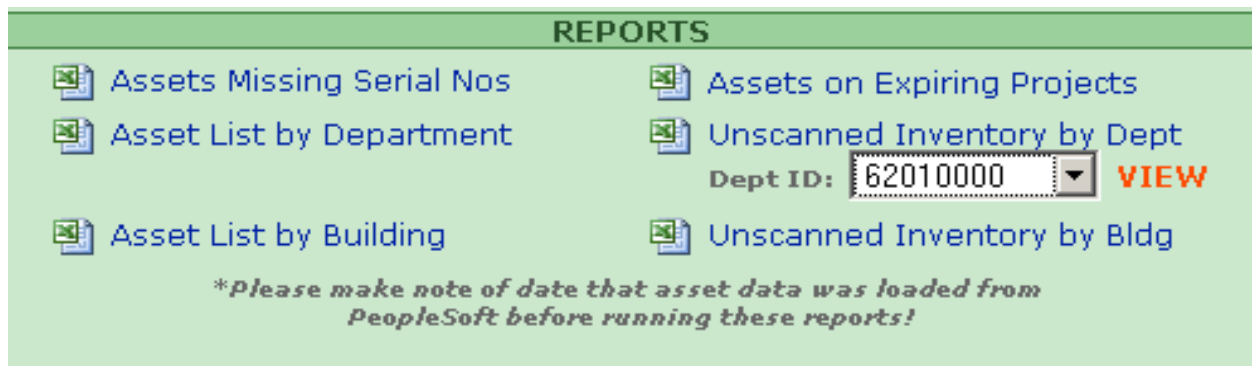 REPORTS
Assets Missing Serial Nos
Assets on Expiring Projects
Asset List by Department
Unscanned Inventory by Dept
Dept ID: 62010000 VIEW
Asset List by Building
Unscanned Inventory by Bldg
*Please make note of date that asset data was loaded from
PeopleSoft before running these reports!